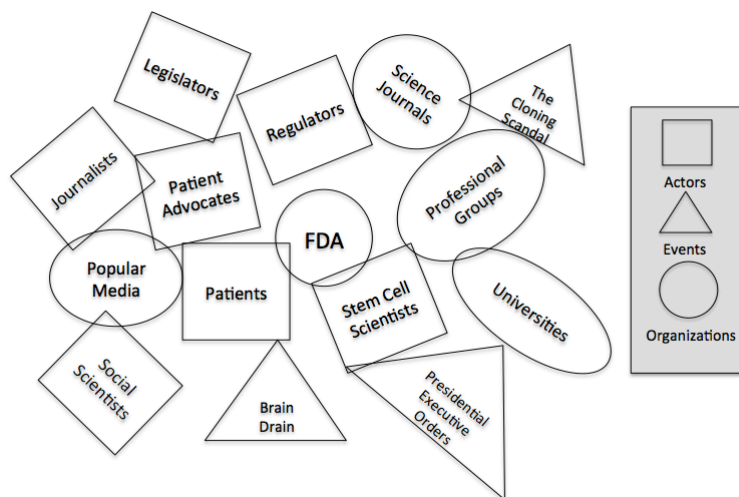 Legislators
Regulators
Science
Journals
The
Cloning
Scandal
Journalists
Patient
Advocates
Professional
Groups
FDA
Popular
Media
Patients
Stem Cell
Scientists
Universities
Social
Scientists
Brain
Drain
Presidential
Executive
Orders
Actors
Events
Organizations